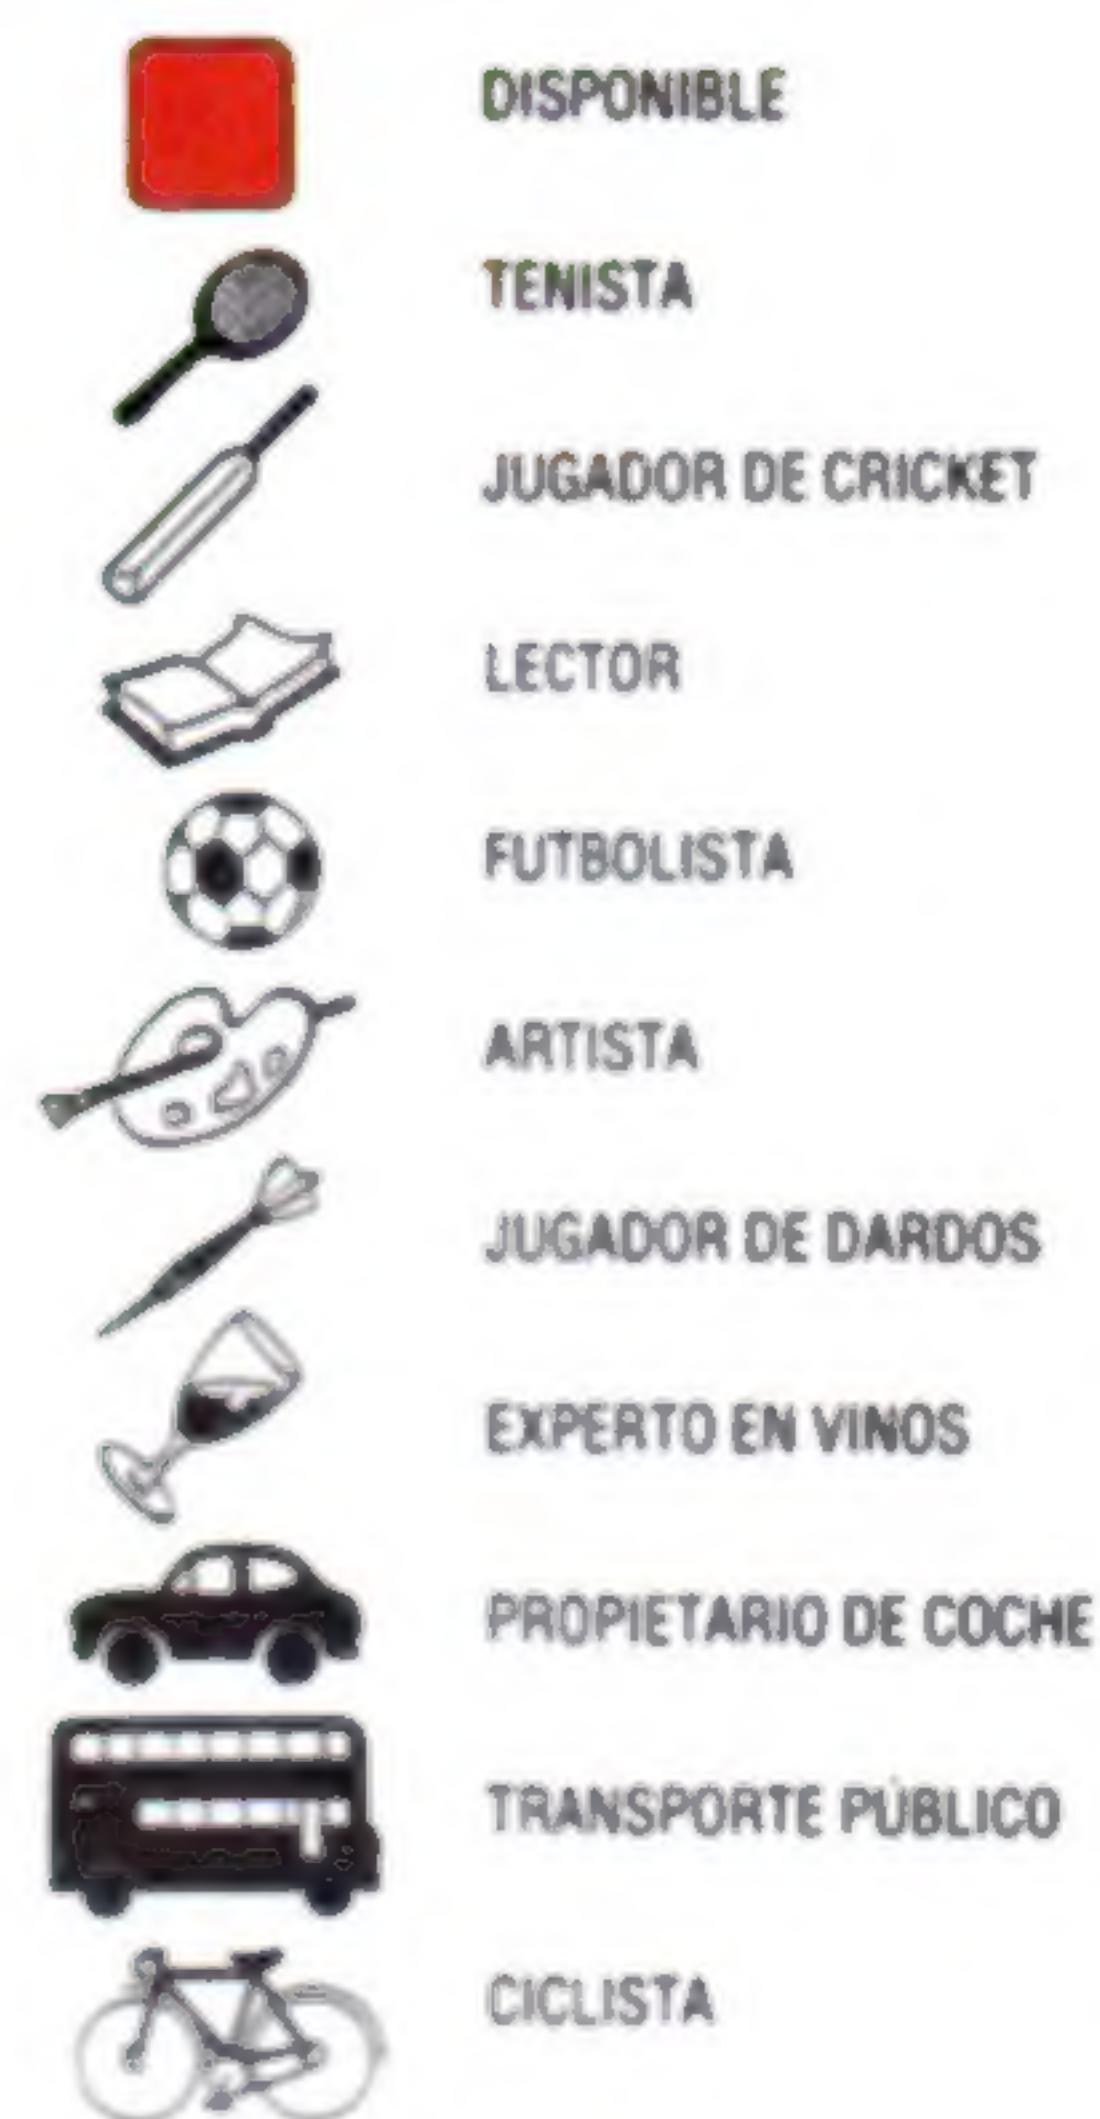 DISPONIBLE
TENISTA
JUGADOR DE CRICKET
LECTOR
FUTBOLISTA
ARTISTA
JUGADOR DE DARDOS
EXPERTO EN VINOS
PROPIETARIO DE COCHE
TRANSPORTE PÚBLICO
CICLISTA